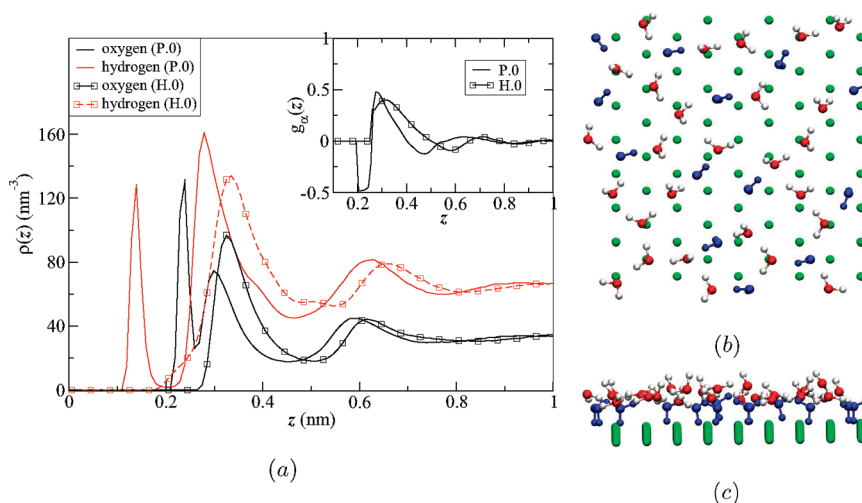 (a)
oxygen (P.0)
hydrogen (P.0)
oxygen (H.0)
hydrogen (H.0)
160
120
80
40
0
ρ(z) (nm⁻³)
0 0.2 0.4 0.6 0.8 1
z (nm)
1
0.5
0
-0.5
gα(z)
P.0
H.0
0.2 0.4 0.6 0.8 1
z
(a)
(b)
(c)